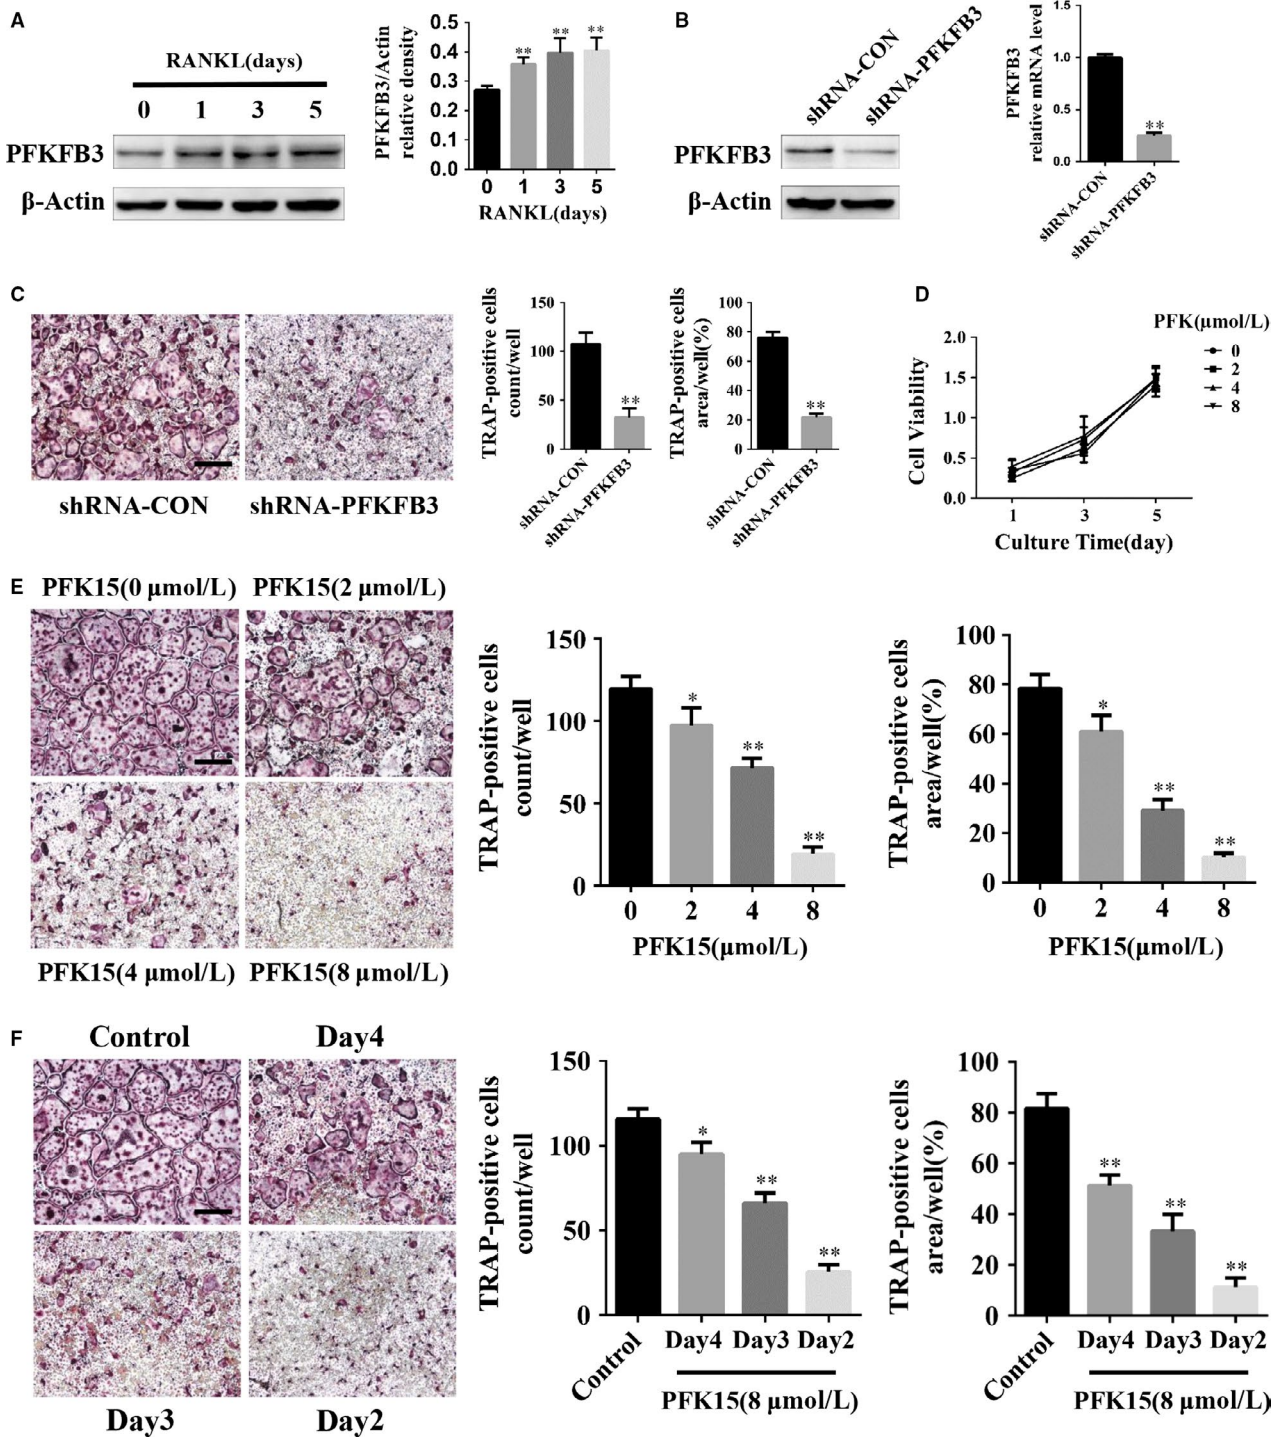 A
RANKL(days)
0 1 3 5
PFKFB3
β-Actin
PFKFB3/Actin
relative density
0.5
0.4
0.3
0.2
0.1
0.0
** ** **
0 1 3 5
RANKL(days)
B
shRNA-CON
shRNA-PFKFB3
PFKFB3
β-Actin
PFKFB3
relative mRNA level
1.5
1.0
0.5
0.0
**
shRNA-CON
shRNA-PFKFB3
C
shRNA-CON
shRNA-PFKFB3
TRAP-positive cells
count/well
150
100
50
0
**
shRNA-CON
shRNA-PFKFB3
TRAP-positive cells
area/well(%)
100
80
60
40
20
0
**
shRNA-CON
shRNA-PFKFB3
D
PFK(μmol/L)
0
2
4
8
Cell Viability
2.0
1.5
1.0
0.5
0.0
1 3 5
Culture Time(day)
E
PFK15(0 μmol/L)
PFK15(2 μmol/L)
PFK15(4 μmol/L)
PFK15(8 μmol/L)
TRAP-positive cells
count/well
150
100
50
0
* ** **
0 2 4 8
PFK15(μmol/L)
TRAP-positive cells
area/well(%)
100
80
60
40
20
0
* ** **
0 2 4 8
PFK15(μmol/L)
F
Control
Day4
Day3
Day2
TRAP-positive cells
count/well
150
100
50
0
* ** **
Control Day4 Day3 Day2
PFK15(8 μmol/L)
TRAP-positive cells
area/well(%)
100
80
60
40
20
0
** ** **
Control Day4 Day3 Day2
PFK15(8 μmol/L)